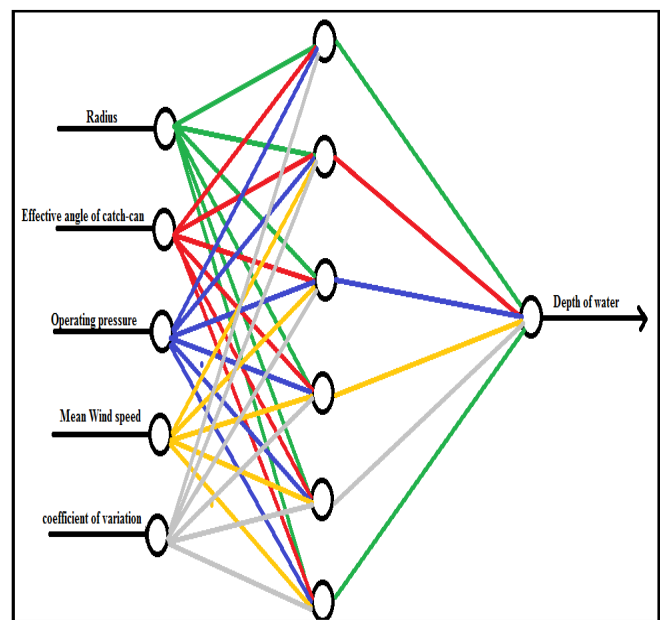 Radius
Effective angle of catch-can
Operating pressure
Depth of water
Mean Wind speed
coefficient of variation